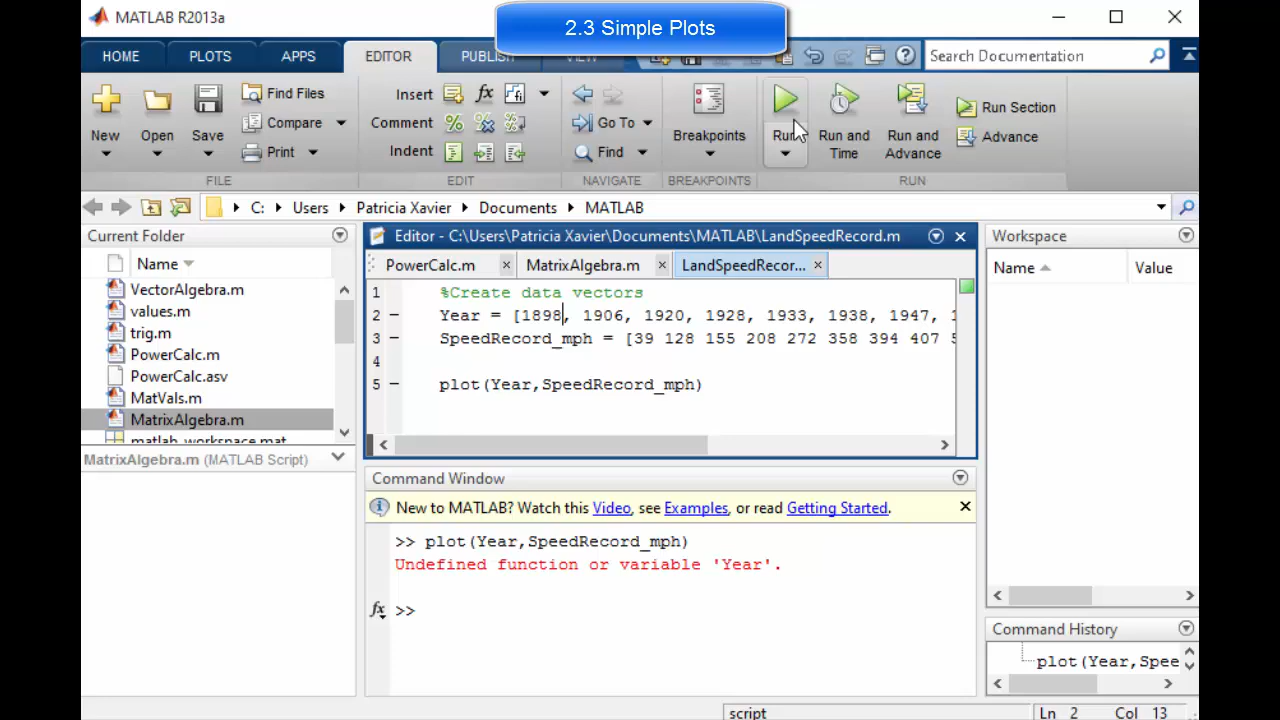 MATLAB R2013a
2.3 Simple Plots
HOME PLOTS APPS EDITOR PUBLISH VIEW
Search Documentation
New
Open
Save
Find Files
Compare
Print
FILE
Insert
Comment
Indent
EDIT
Go To
Find
NAVIGATE
Breakpoints
BREAKPOINTS
Run
Run and
Time
Run and
Advance
Run Section
Advance
RUN
C: Users Patricia Xavier Documents MATLAB
Current Folder
Name
VectorAlgebra.m
values.m
trig.m
PowerCalc.m
PowerCalc.asv
MatVals.m
MatrixAlgebra.m
matlab_workspace.mat
MatrixAlgebra.m (MATLAB Script)
Editor - C:\Users\Patricia Xavier\Documents\MATLAB\LandSpeedRecord.m
PowerCalc.m MatrixAlgebra.m LandSpeedRecor...
1 %Create data vectors
2 – Year = [1898, 1906, 1920, 1928, 1933, 1938, 1947, 1
3 – SpeedRecord_mph = [39 128 155 208 272 358 394 407 5
4
5 – plot(Year,SpeedRecord_mph)
Command Window
New to MATLAB? Watch this Video, see Examples, or read Getting Started.
>> plot(Year,SpeedRecord_mph)
Undefined function or variable 'Year'.
fx >>
Workspace
Name Value
Command History
plot(Year,Spee
script Ln 2 Col 13